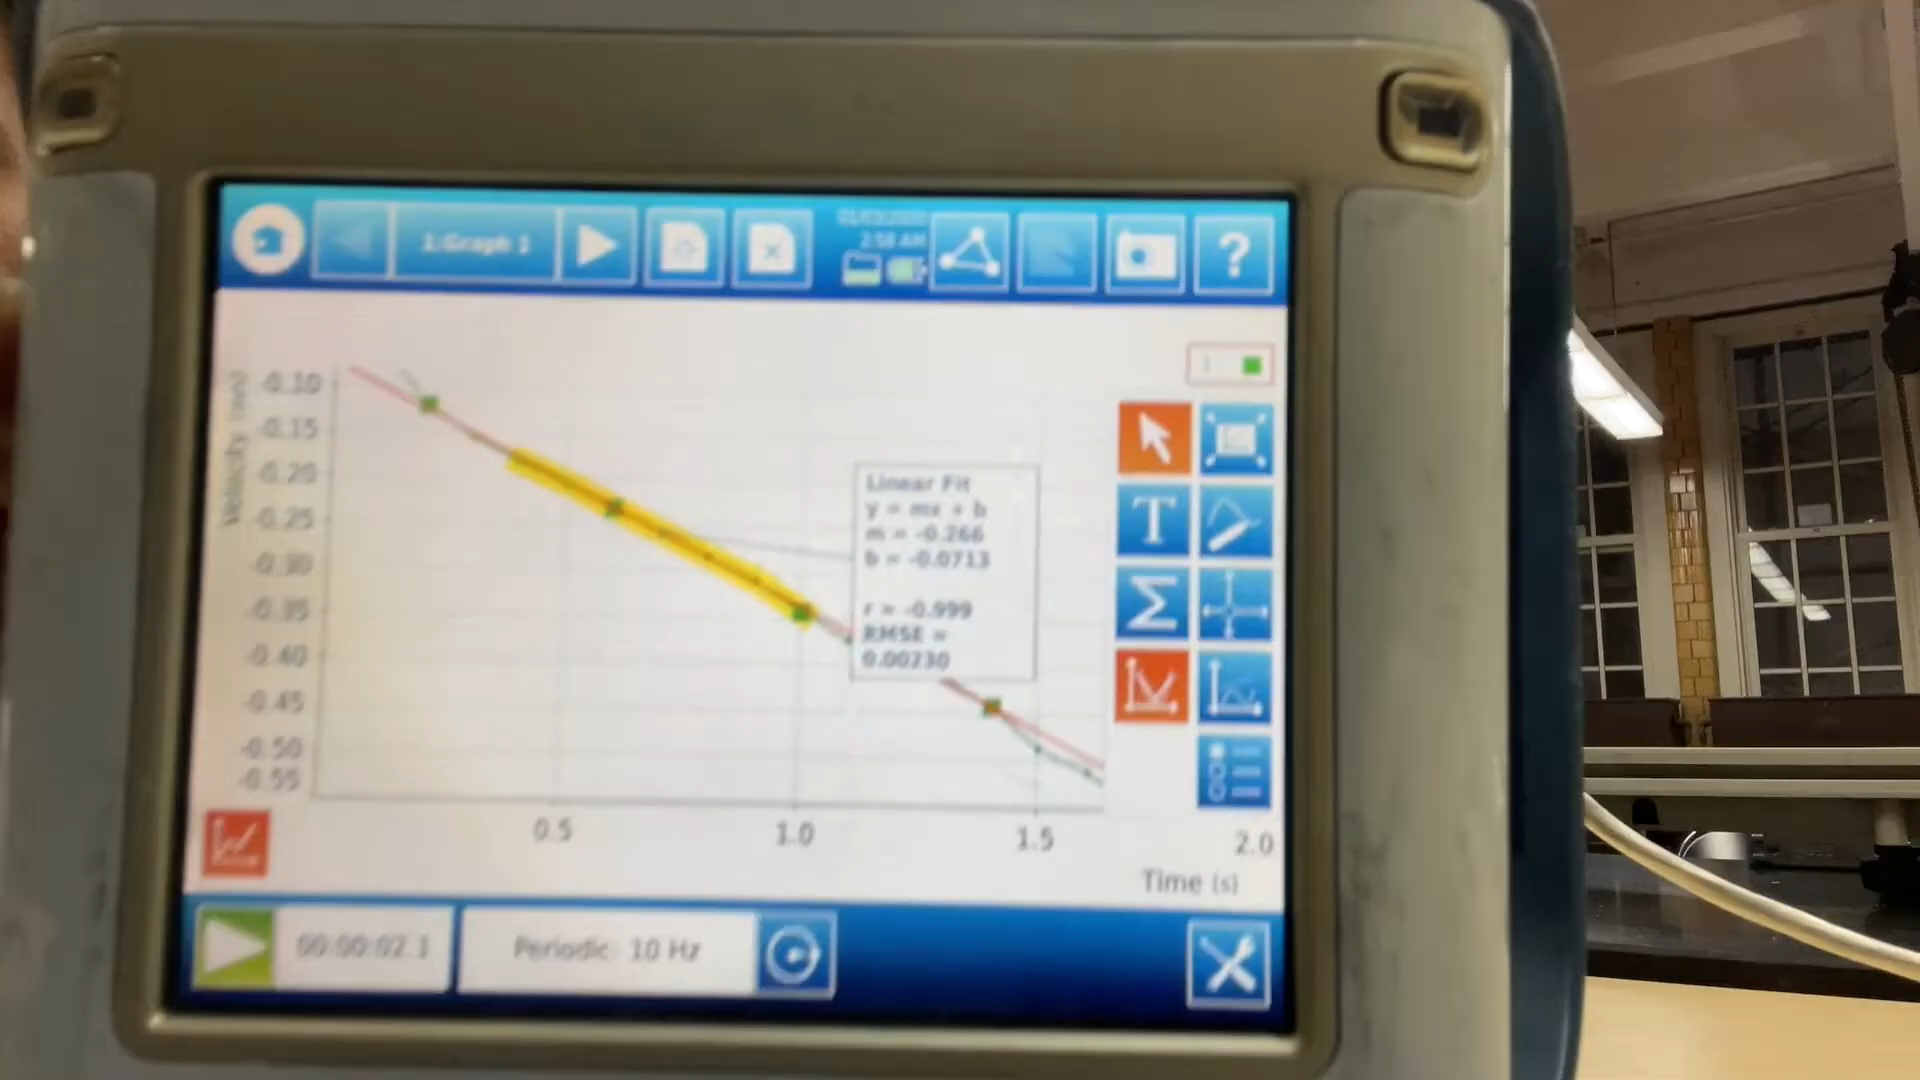 1:Graph 1
2:58 AM
?
1
Velocity (m/s)
-0.10
-0.15
-0.20
-0.25
-0.30
-0.35
-0.40
-0.45
-0.50
-0.55
Linear Fit
y = mx + b
m = -0.266
b = -0.0713
r = -0.999
RMSE =
0.00230
T
Σ
0.5
1.0
1.5
2.0
Time (s)
00:00:02.1
Periodic: 10 Hz